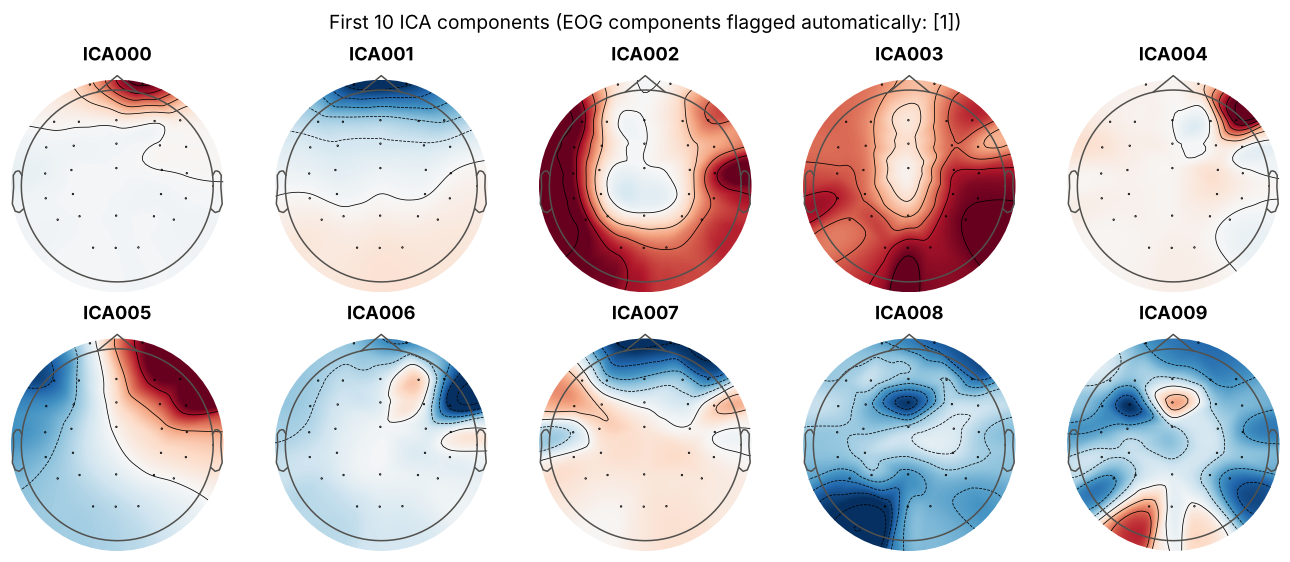 First 10 ICA components (EOG components flagged automatically: [1])
ICA000 ICA001 ICA002 ICA003 ICA004
ICA005 ICA006 ICA007 ICA008 ICA009